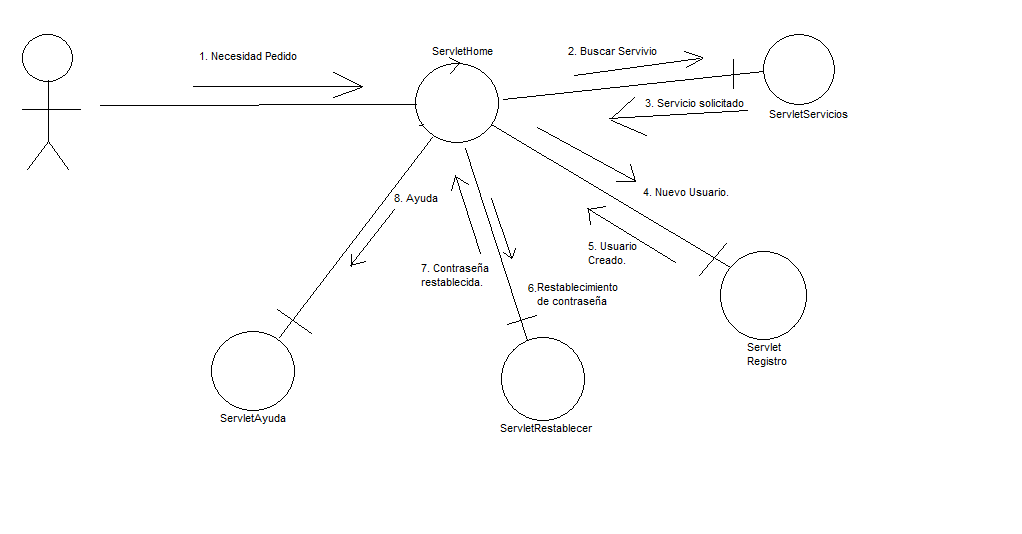 ServletHome
1. Necesidad Pedido
2. Buscar Servivio
3. Servicio solicitado
ServletServicios
4. Nuevo Usuario.
8. Ayuda
5. Usuario
Creado.
7. Contraseña
restablecida.
6.Restablecimiento
de contraseña
Servlet
Registro
ServletAyuda
ServletRestablecer